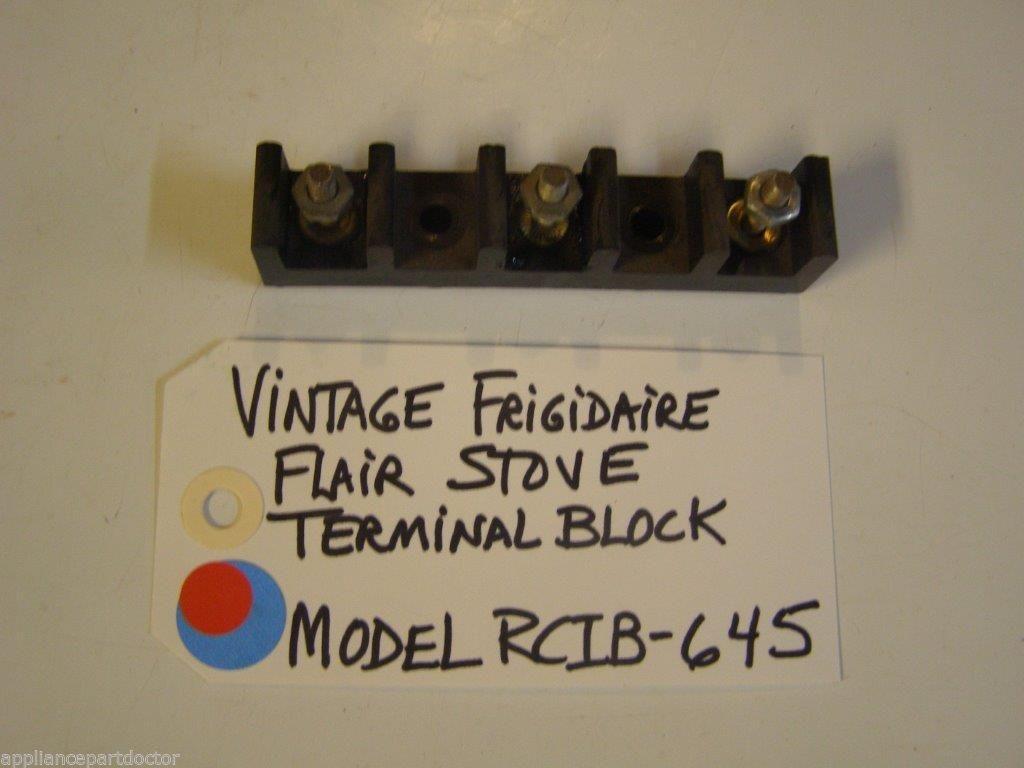 VINTAGE FRIGIDAIRE
FLAIR STOVE
TERMINAL BLOCK
MODEL RCIB-645
appliancepartdoctor